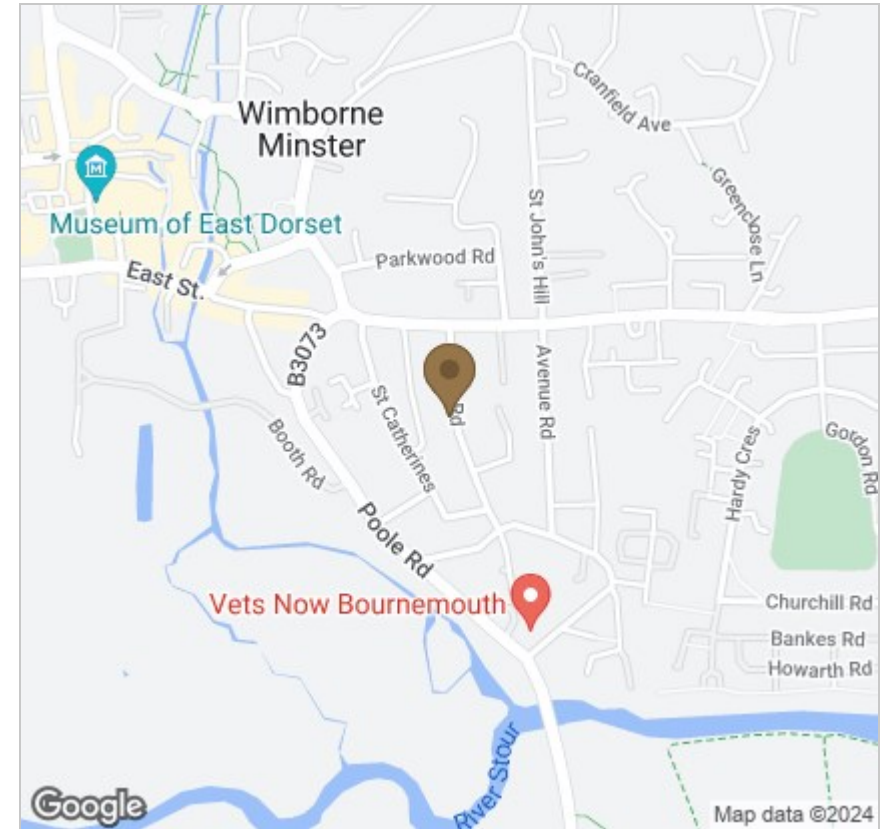 Cranfield Ave
Wimborne
Minster
Greenclose Ln
Museum of East Dorset
St John's Hill
Parkwood Rd
East St.
B3073
Avenue Rd
Rd
St Catherines
Hardy Cres
Gordon Rd
Booth Rd
Poole Rd
Vets Now Bournemouth
Churchill Rd
Bankes Rd
Howarth Rd
River Stour
Google
Map data ©2024